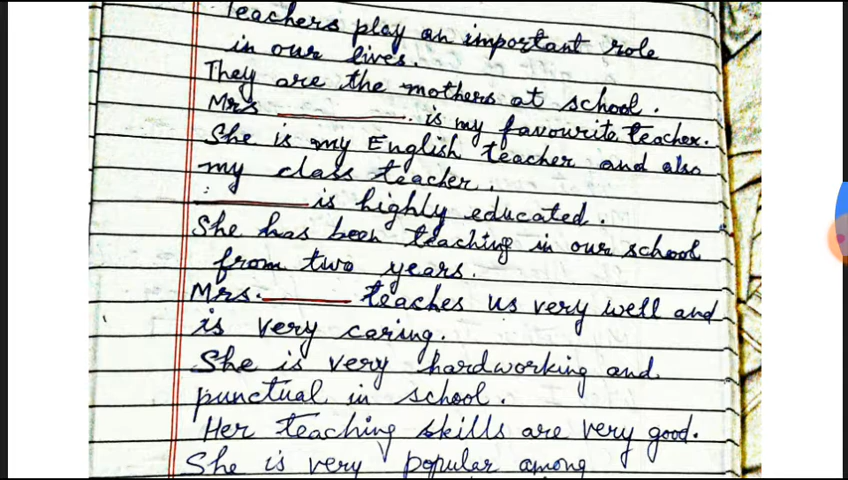 Teachers play an important role
in our lives.
They are the mothers at school.
Mrs ________. is my favourite teacher.
She is my English teacher and also
my class teacher.
________ is highly educated.
She has been teaching in our school
from two years.
Mrs. ________ teaches us very well and
is very caring.
She is very hardworking and
punctual in school.
Her teaching skills are very good.
She is very popular among